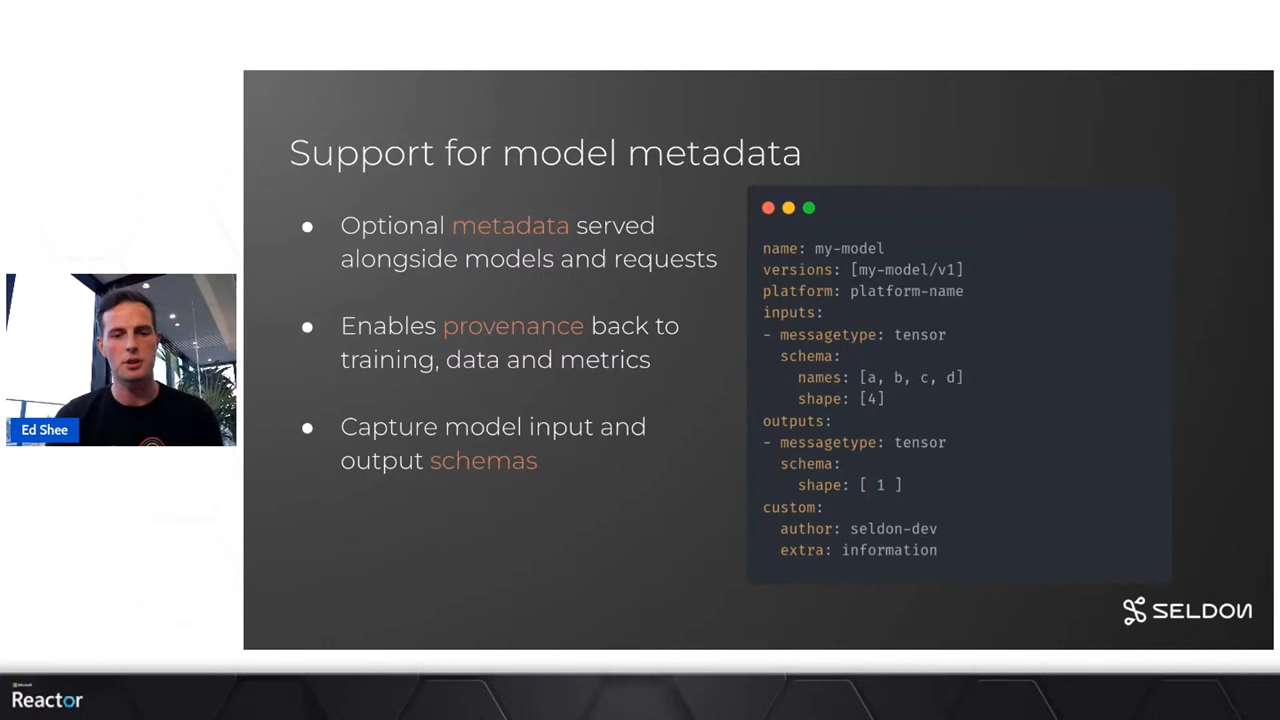 Support for model metadata
● Optional metadata served
alongside models and requests
● Enables provenance back to
training, data and metrics
● Capture model input and
output schemas
name: my-model
versions: [my-model/v1]
platform: platform-name
inputs:
- messagetype: tensor
schema:
names: [a, b, c, d]
shape: [4]
outputs:
- messagetype: tensor
schema:
shape: [ 1 ]
custom:
author: seldon-dev
extra: information
SELDON
Ed Shee
Microsoft
Reactor